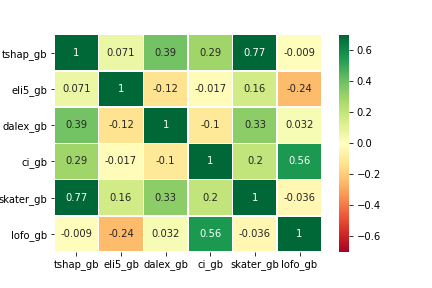 tshap_gb 1 0.071 0.39 0.29 0.77 -0.009
eli5_gb 0.071 1 -0.12 -0.017 0.16 -0.24
dalex_gb 0.39 -0.12 1 -0.1 0.33 0.032
ci_gb 0.29 -0.017 -0.1 1 0.2 0.56
skater_gb 0.77 0.16 0.33 0.2 1 -0.036
lofo_gb -0.009 -0.24 0.032 0.56 -0.036 1
tshap_gb eli5_gb dalex_gb ci_gb skater_gb lofo_gb
0.6
0.4
0.2
0.0
−0.2
−0.4
−0.6